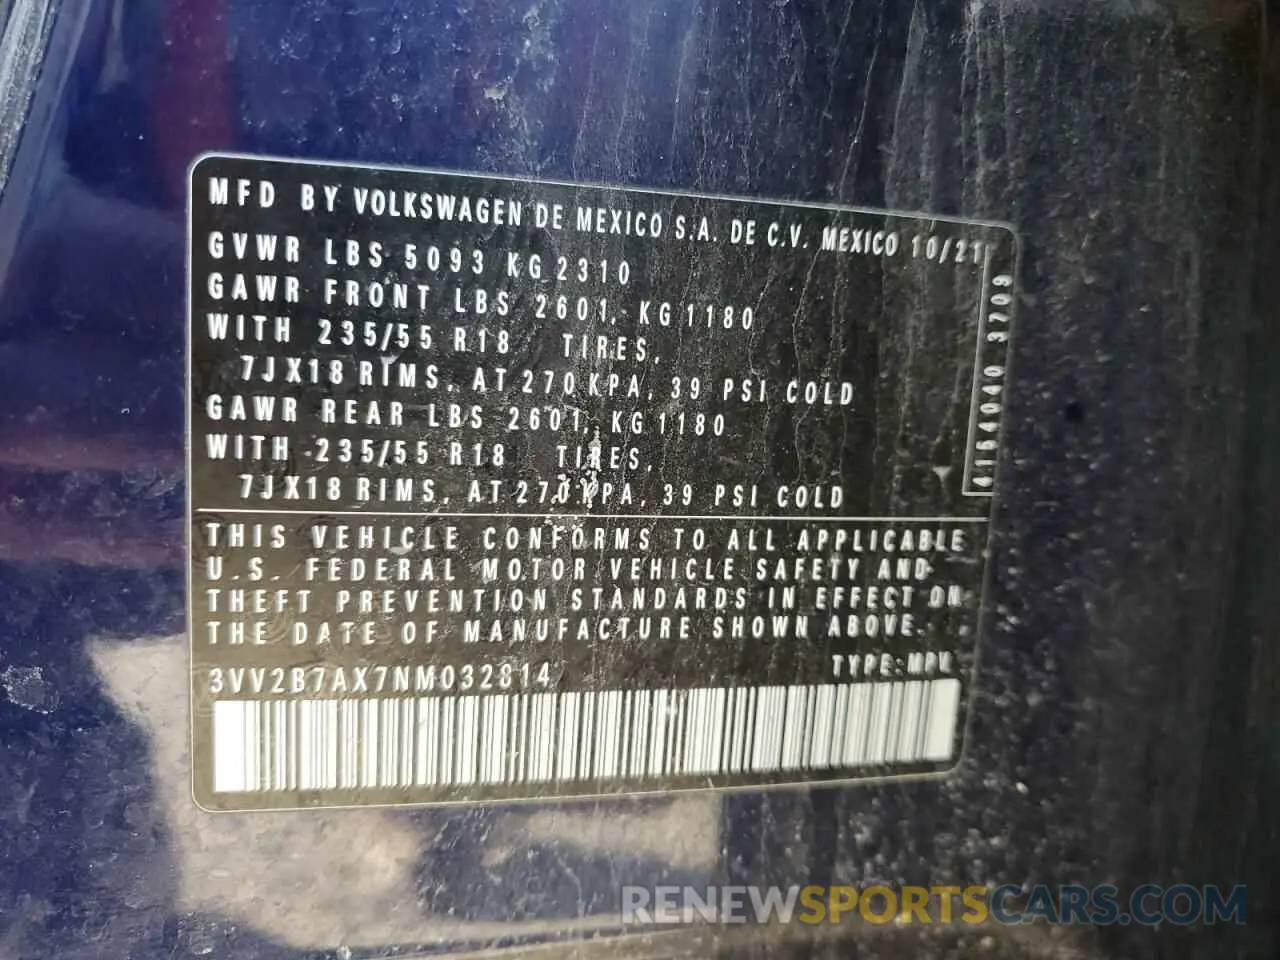 MFD BY VOLKSWAGEN DE MEXICO S.A. DE C.V. MEXICO 10/21
GVWR LBS 5093 KG 2310
GAWR FRONT LBS 2601, KG 1180
WITH 235/55 R18 TIRES,
7JX18 RIMS, AT 270 KPA, 39 PSI COLD
GAWR REAR LBS 2601, KG 1180
WITH 235/55 R18 TIRES,
7JX18 RIMS, AT 270 KPA, 39 PSI COLD
4164040 3209
THIS VEHICLE CONFORMS TO ALL APPLICABLE
U.S. FEDERAL MOTOR VEHICLE SAFETY AND
THEFT PREVENTION STANDARDS IN EFFECT ON
THE DATE OF MANUFACTURE SHOWN ABOVE.
3VV2B7AX7NM032814 TYPE: MPV
RENEWSPORTSCARS.COM